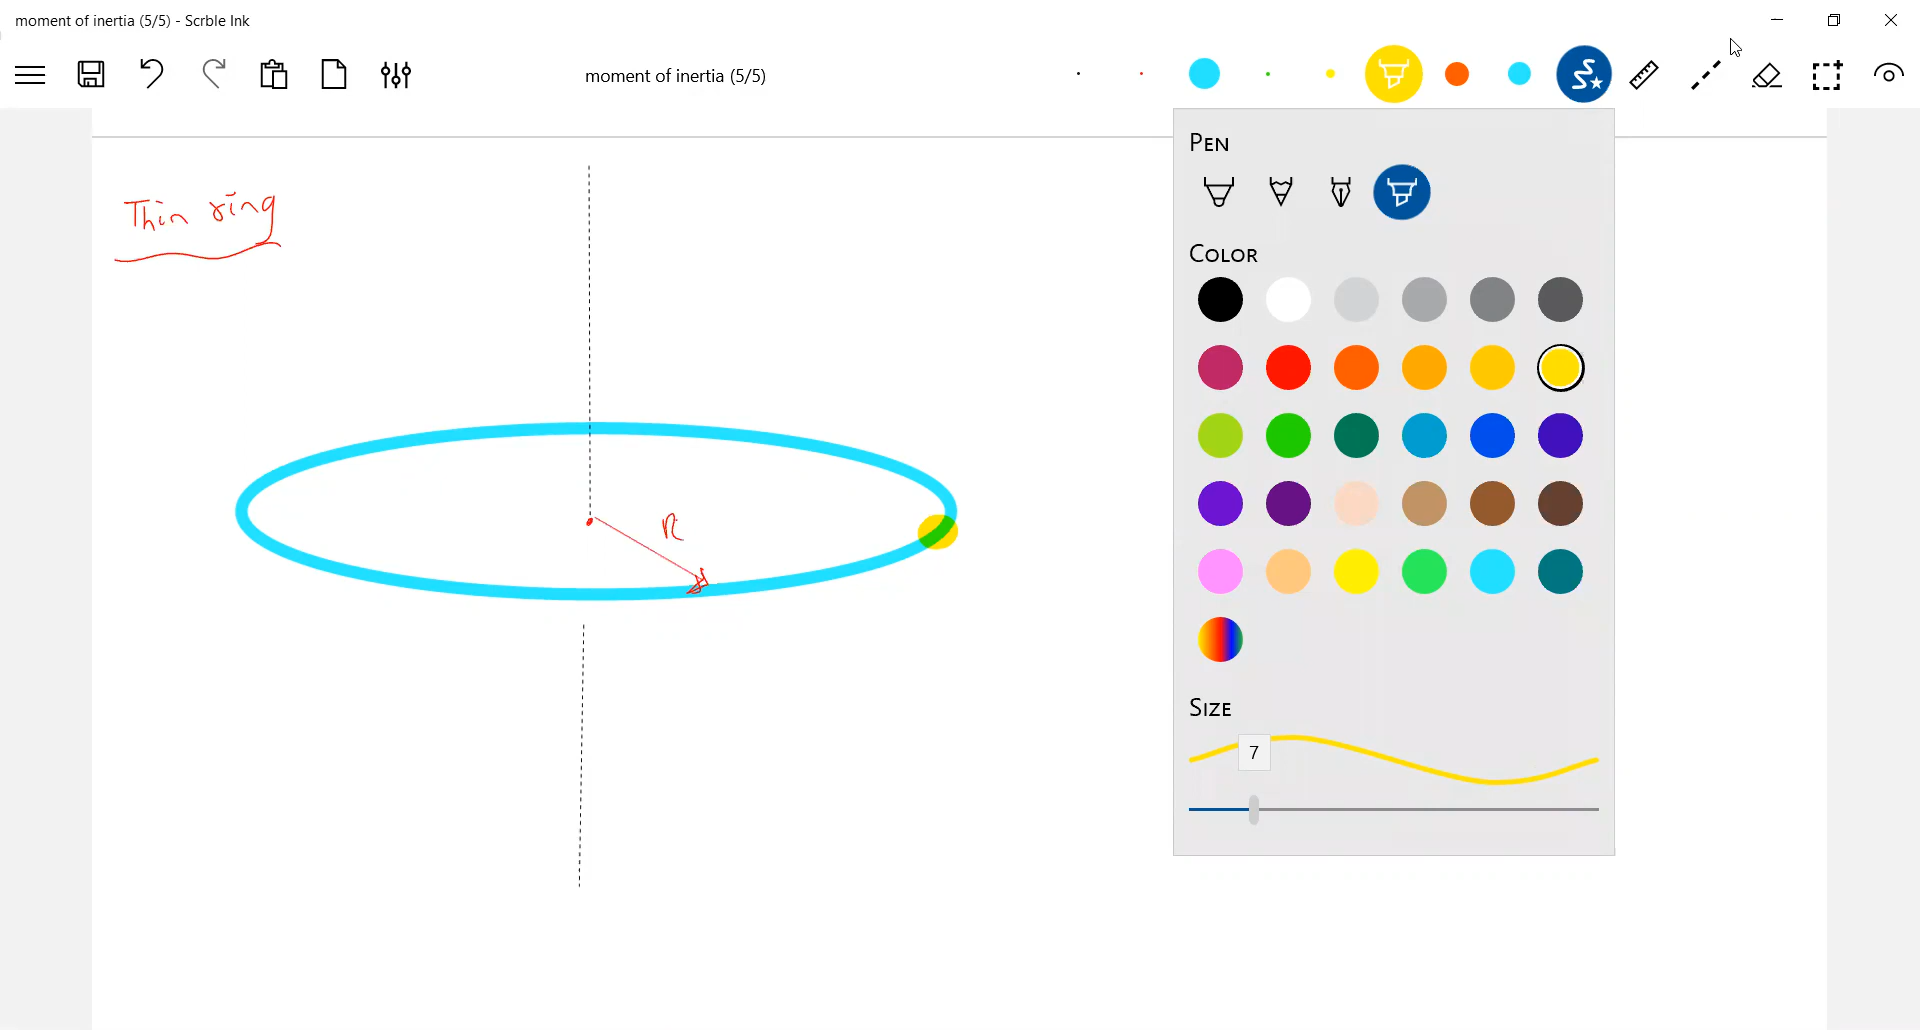 moment of inertia (5/5) - Scrble Ink
moment of inertia (5/5)
Thin ring
R
PEN
COLOR
SIZE
7